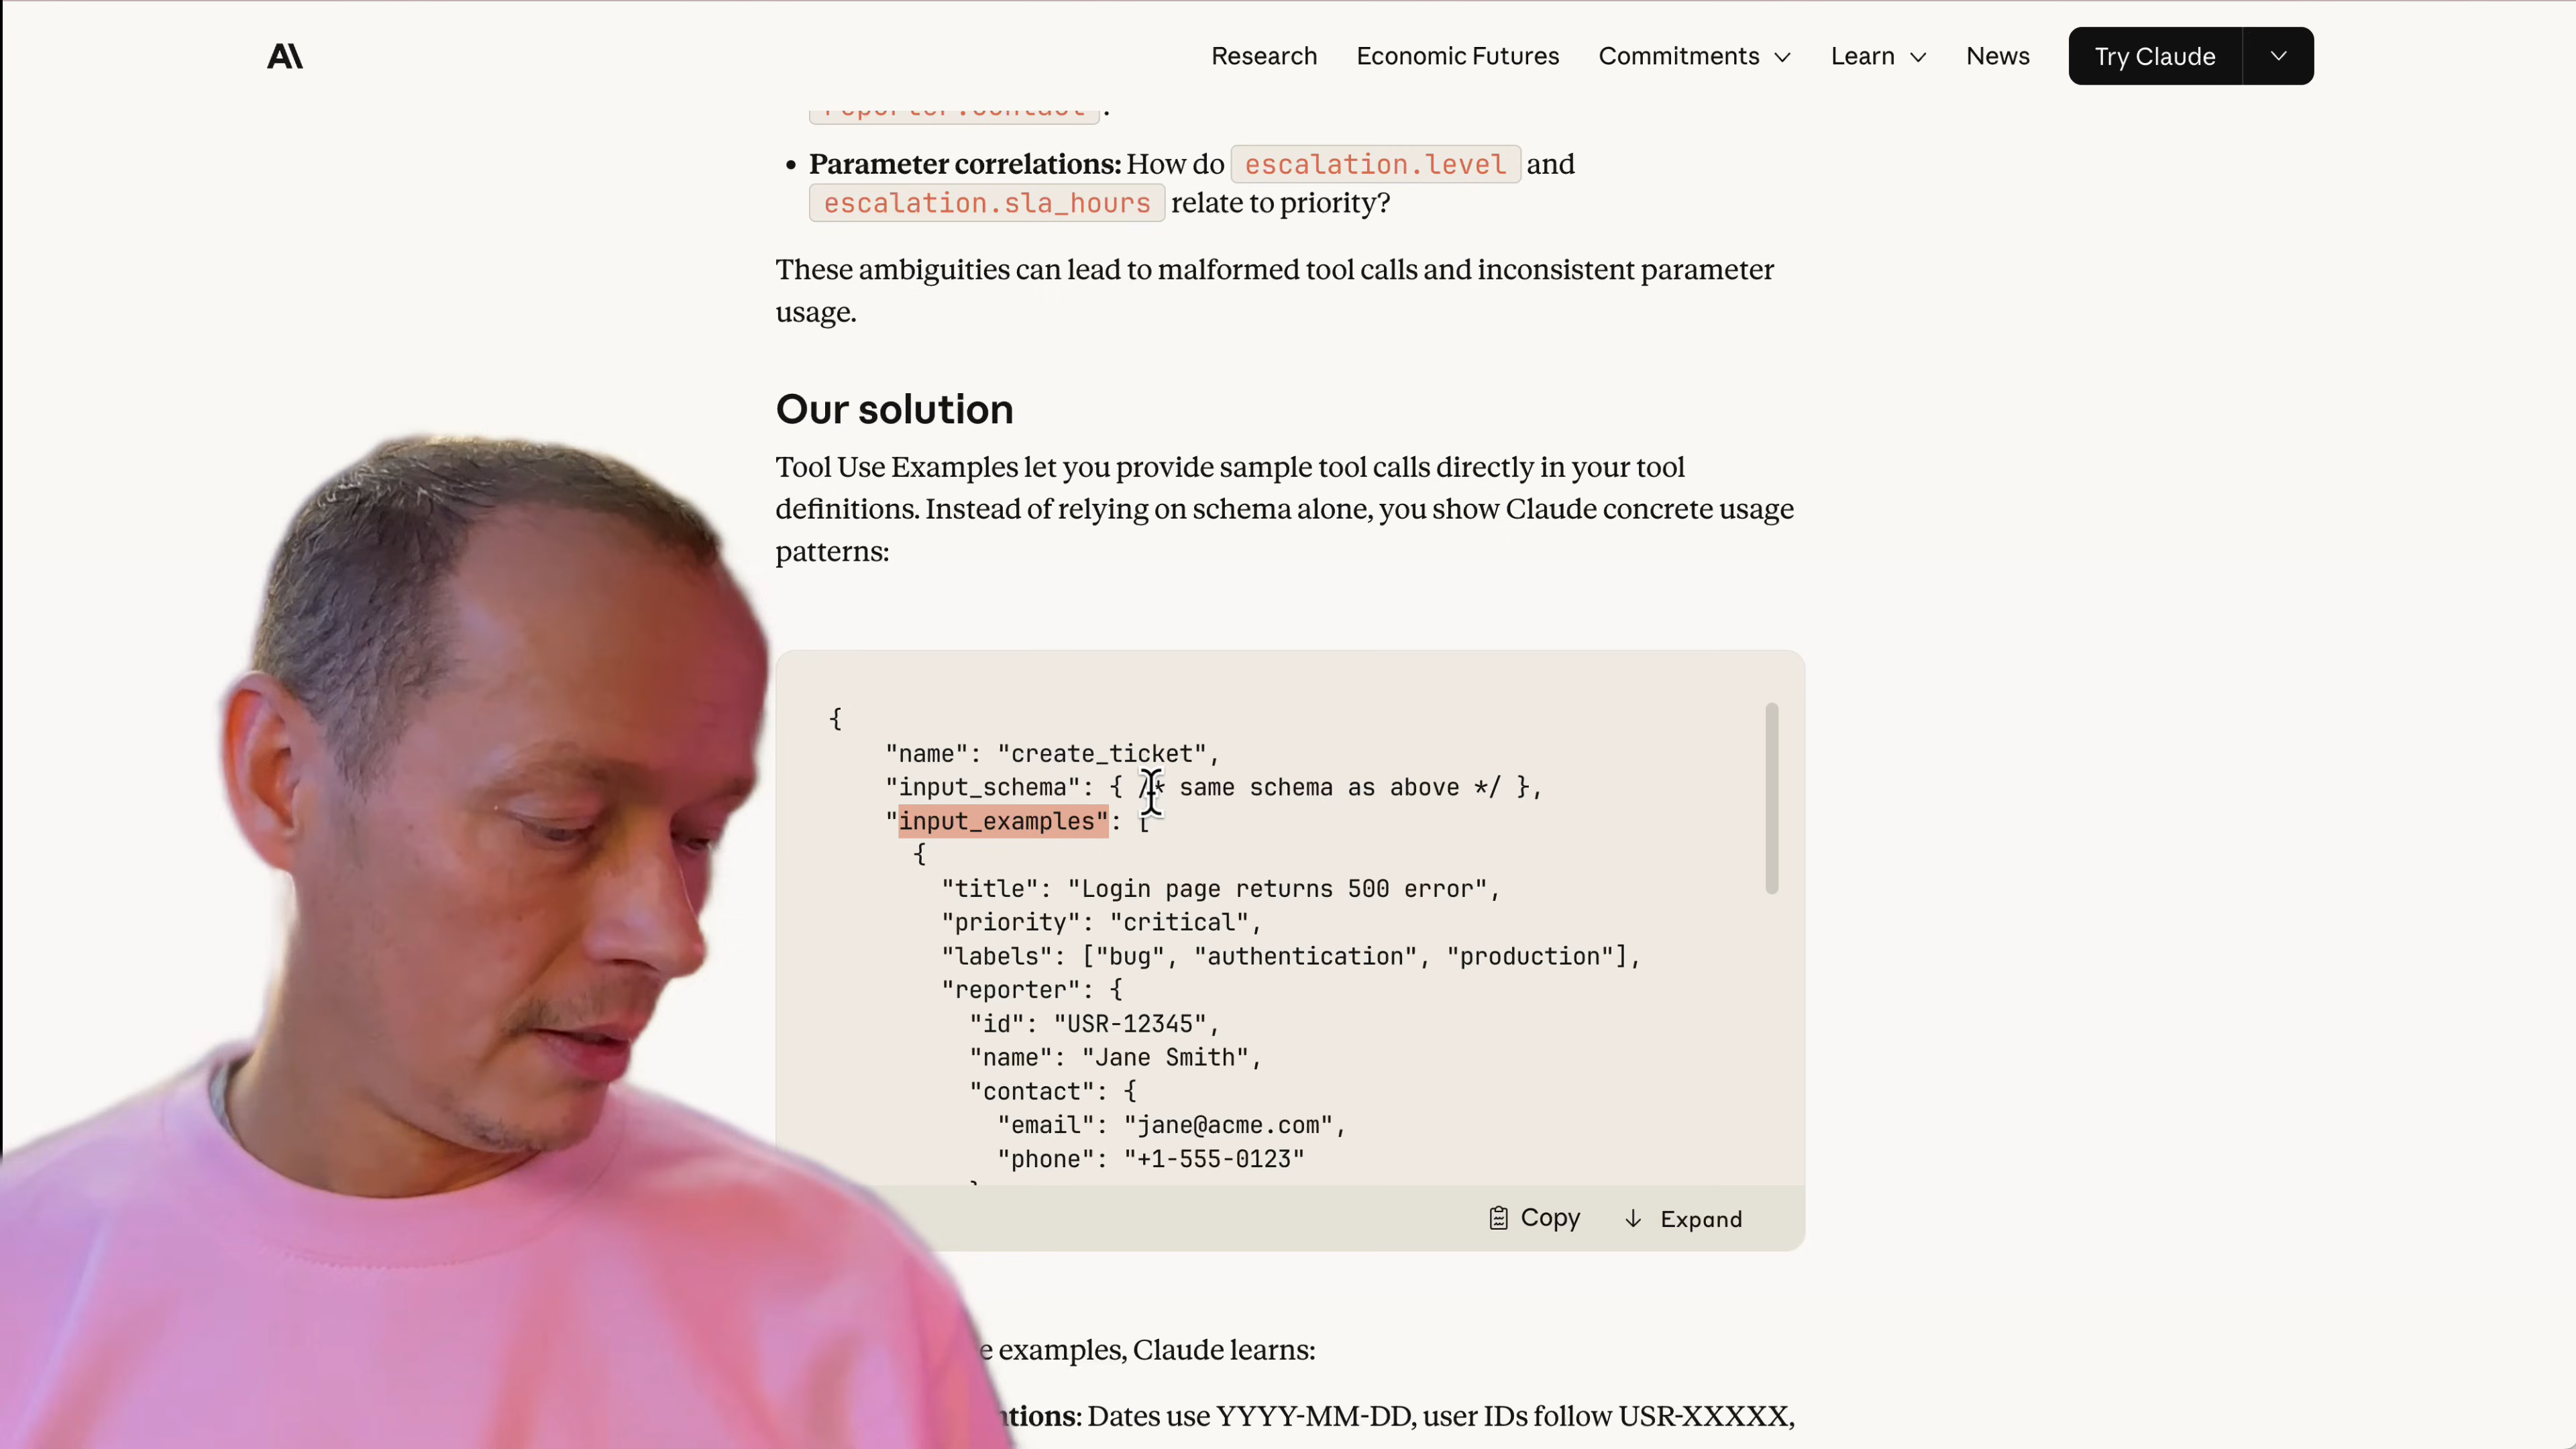 Research Economic Futures Commitments Learn News Try Claude
reporter.contact.
• Parameter correlations: How do escalation.level and
escalation.sla_hours relate to priority?
These ambiguities can lead to malformed tool calls and inconsistent parameter
usage.
Our solution
Tool Use Examples let you provide sample tool calls directly in your tool
definitions. Instead of relying on schema alone, you show Claude concrete usage
patterns:
{
"name": "create_ticket",
"input_schema": { /* same schema as above */ },
"input_examples": [
{
"title": "Login page returns 500 error",
"priority": "critical",
"labels": ["bug", "authentication", "production"],
"reporter": {
"id": "USR-12345",
"name": "Jane Smith",
"contact": {
"email": "jane@acme.com",
"phone": "+1-555-0123"
}
Copy Expand
examples, Claude learns:
Dates use YYYY-MM-DD, user IDs follow USR-XXXXX,